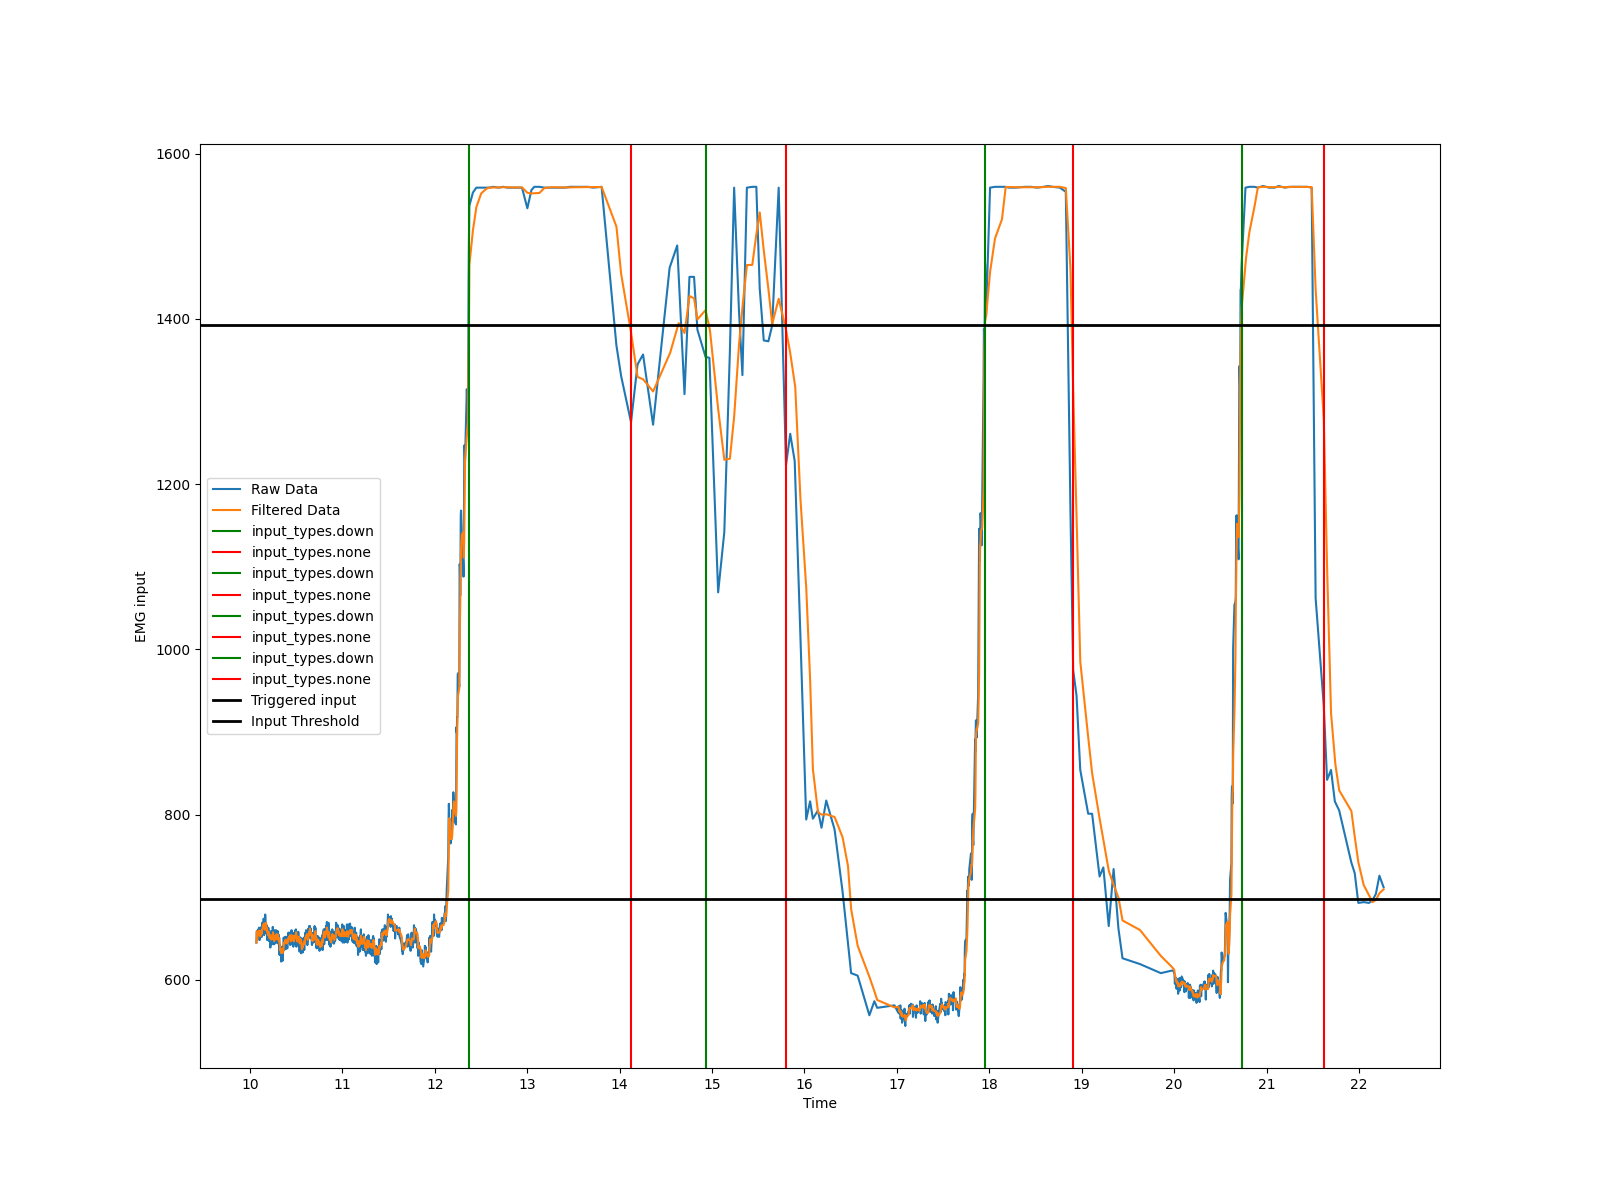 1600
1400
1200
1000
800
600
EMG input
Raw Data
Filtered Data
input_types.down
input_types.none
input_types.down
input_types.none
input_types.down
input_types.none
input_types.down
input_types.none
Triggered input
Input Threshold
10 11 12 13 14 15 16 17 18 19 20 21 22
Time